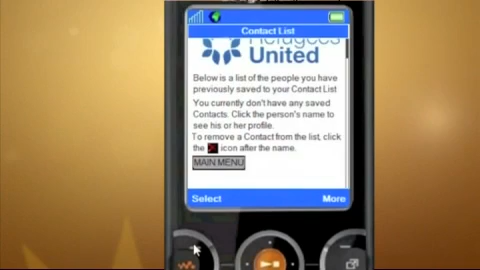 Contact List
Refugees
United
Below is a list of the people you have
previously saved to your Contact List
You currently don't have any saved
Contacts. Click the person's name to
see his or her profile.
To remove a Contact from the list, click
the icon after the name.
MAIN MENU
Select
More